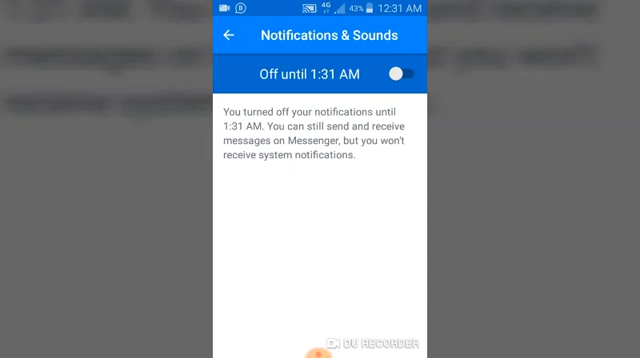 4G 43% 12:31 AM
Notifications & Sounds
Off until 1:31 AM
You turned off your notifications until
1:31 AM. You can still send and receive
messages on Messenger, but you won't
receive system notifications.
DU RECORDER